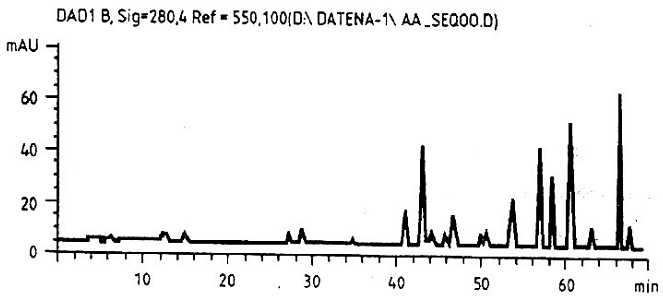 DAD1 B, Sig=280,4 Ref = 550,100(D:\ DATENA-1\ AA_SEQ00.D)
mAU
60
40
20
0
10 20 30 40 50 60 min